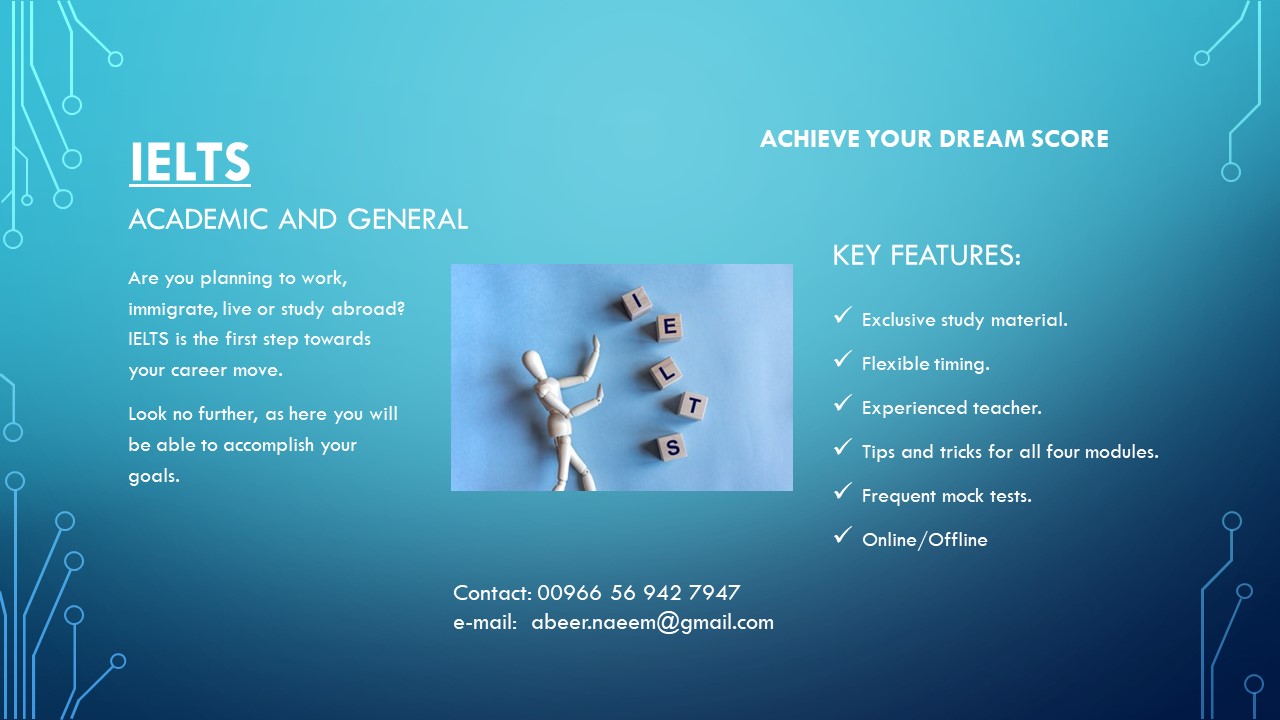 IELTS
ACADEMIC AND GENERAL
Are you planning to work,
immigrate, live or study abroad?
IELTS is the first step towards
your career move.
Look no further, as here you will
be able to accomplish your
goals.
I
E
L
T
S
ACHIEVE YOUR DREAM SCORE
KEY FEATURES:
✓ Exclusive study material.
✓ Flexible timing.
✓ Experienced teacher.
✓ Tips and tricks for all four modules.
✓ Frequent mock tests.
✓ Online/Offline
Contact: 00966 56 942 7947
e-mail: abeer.naeem@gmail.com